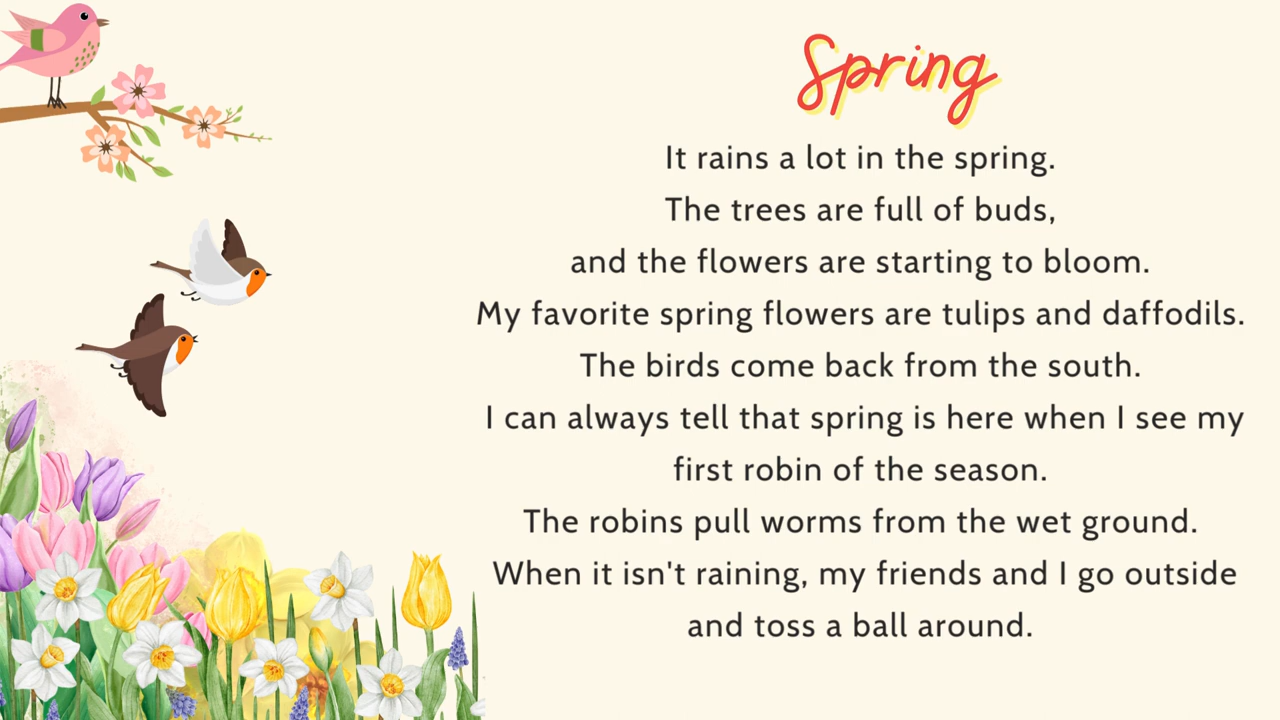 Spring
It rains a lot in the spring.
The trees are full of buds,
and the flowers are starting to bloom.
My favorite spring flowers are tulips and daffodils.
The birds come back from the south.
I can always tell that spring is here when I see my
first robin of the season.
The robins pull worms from the wet ground.
When it isn't raining, my friends and I go outside
and toss a ball around.